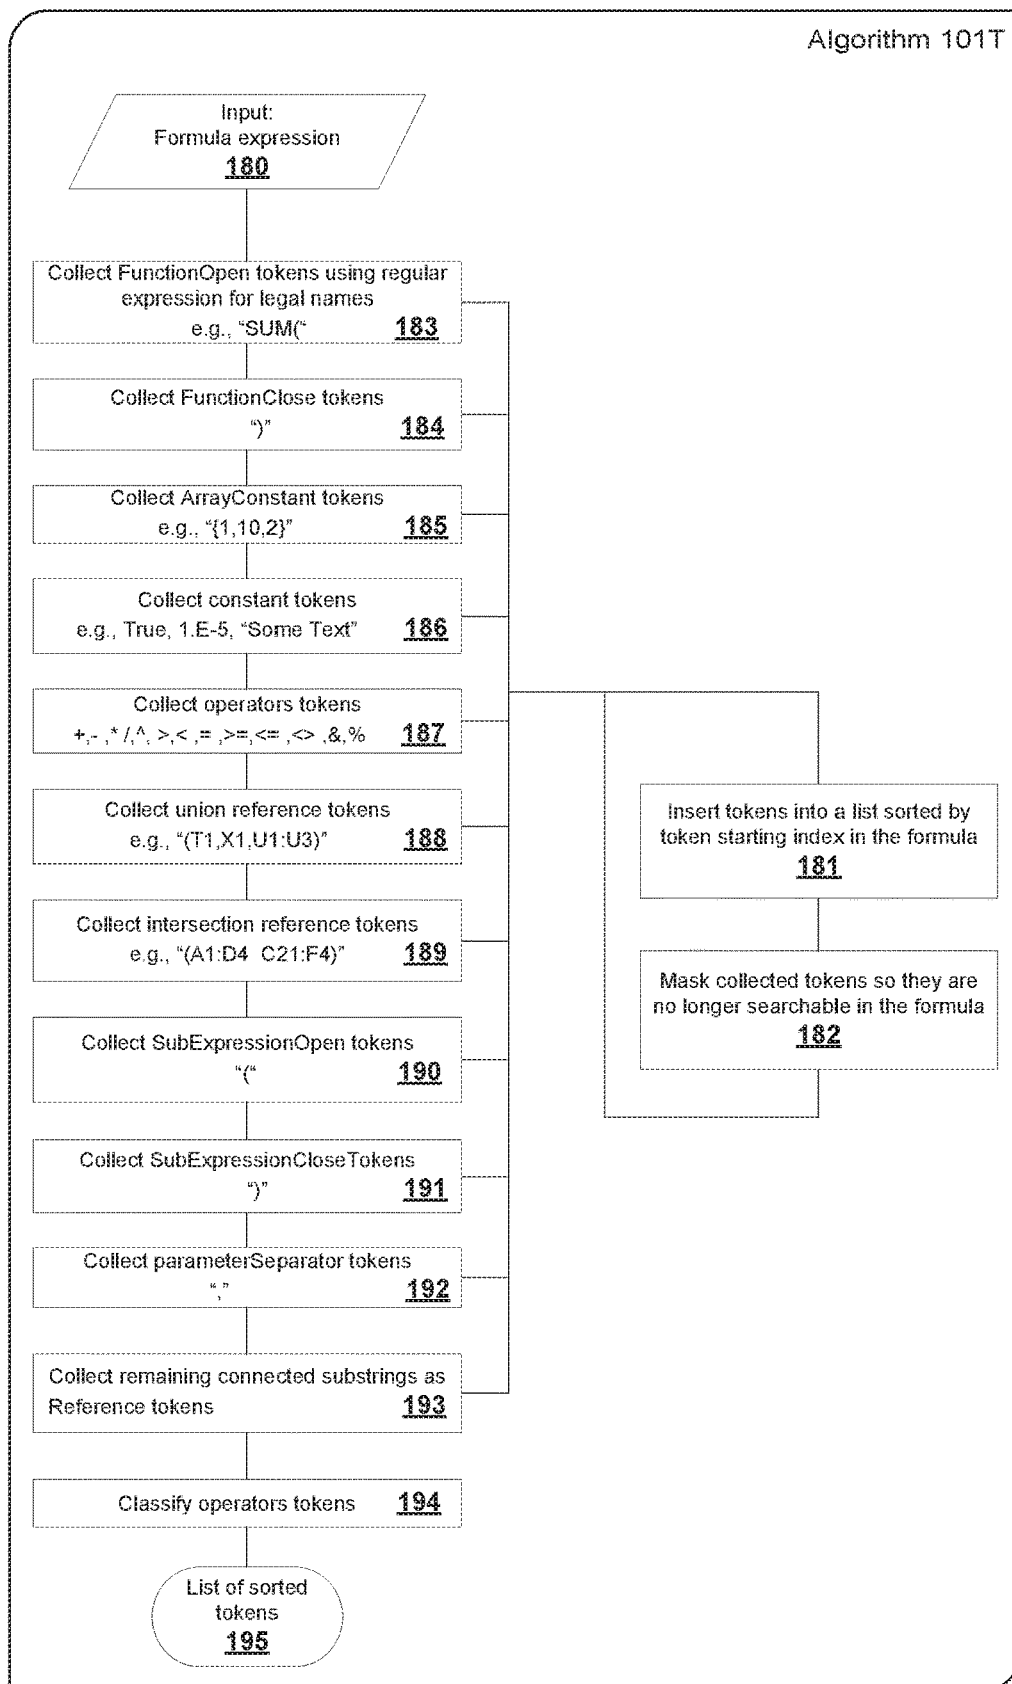 Algorithm 101T
Input:
Formula expression
180
Collect FunctionOpen tokens using regular
expression for legal names
e.g., “SUM(“ 183
Collect FunctionClose tokens
“)” 184
Collect ArrayConstant tokens
e.g., “{1,10,2}” 185
Collect constant tokens
e.g., True, 1.E-5, “Some Text” 186
Collect operators tokens
+,- ,* /,^, >,< ,= ,>=,<= ,<> ,&,% 187
Collect union reference tokens
e.g., “(T1,X1,U1:U3)” 188
Collect intersection reference tokens
e.g., “(A1:D4  C21:F4)” 189
Collect SubExpressionOpen tokens
“(“ 190
Collect SubExpressionCloseTokens
“)” 191
Collect parameterSeparator tokens
“,” 192
Collect remaining connected substrings as
Reference tokens 193
Classify operators tokens 194
List of sorted
tokens
195
Insert tokens into a list sorted by
token starting index in the formula
181
Mask collected tokens so they are
no longer searchable in the formula
182